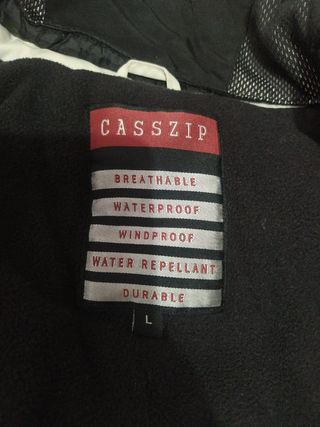 CASSZIP
BREATHABLE
WATERPROOF
WINDPROOF
WATER REPELLANT
DURABLE
L